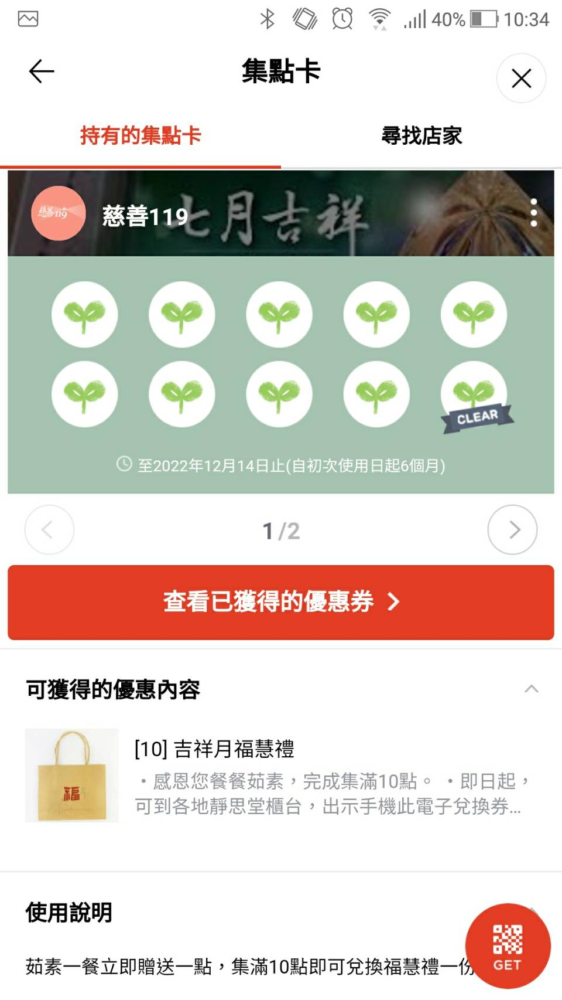 40% 10:34
集點卡
持有的集點卡 尋找店家
慈善119 慈善119 七月吉祥
CLEAR
至2022年12月14日止(自初次使用日起6個月)
1/2
查看已獲得的優惠券
可獲得的優惠內容
[10] 吉祥月福慧禮
・感恩您餐餐茹素，完成集滿10點。・即日起，
可到各地靜思堂櫃台，出示手機此電子兌換券...
福
使用說明
茹素一餐立即贈送一點，集滿10點即可兌換福慧禮一份
GET